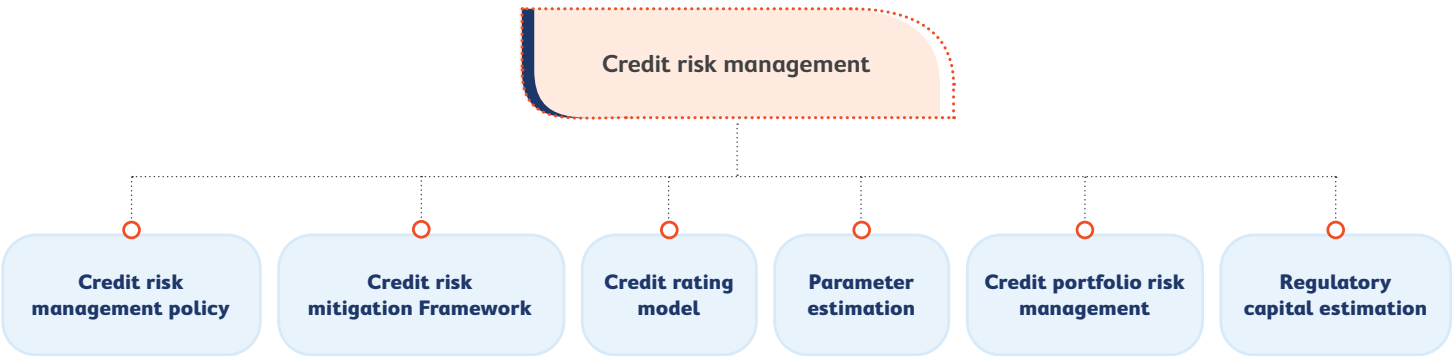 Credit risk management
Credit risk
management policy
Credit risk
mitigation Framework
Credit rating
model
Parameter
estimation
Credit portfolio risk
management
Regulatory
capital estimation